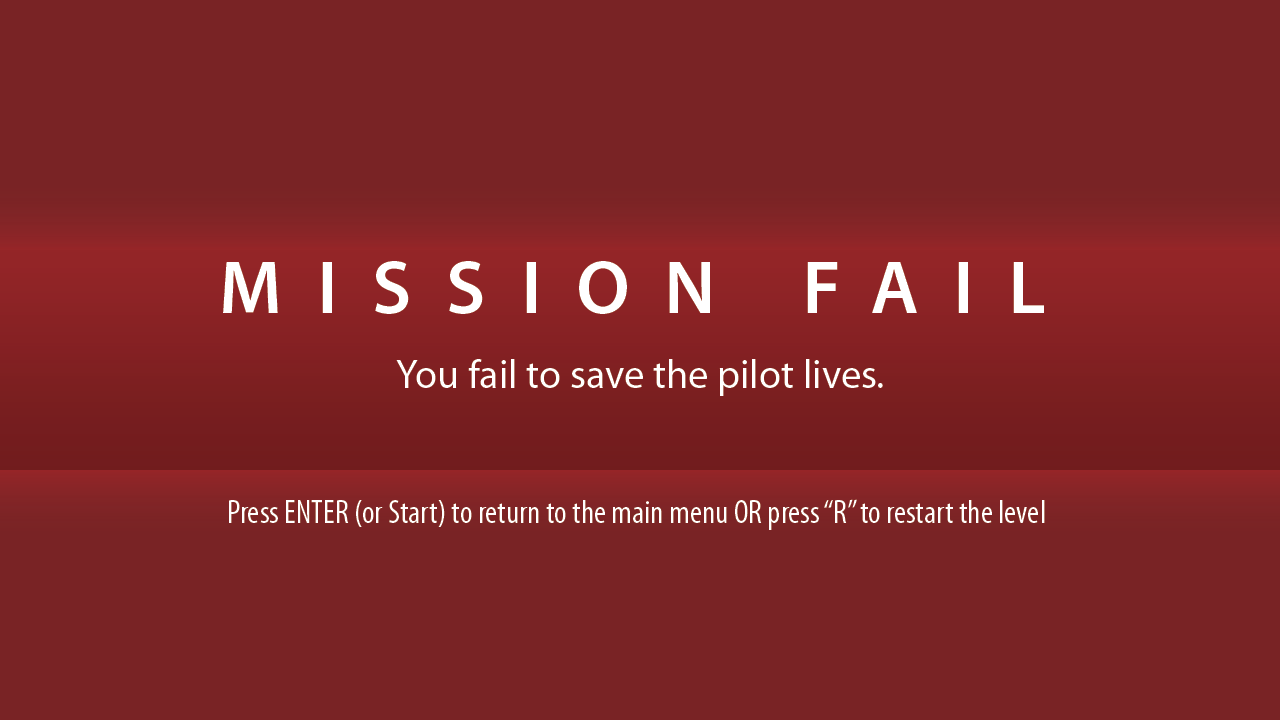 MISSION FAIL
You fail to save the pilot lives.
Press ENTER (or Start) to return to the main menu OR press “R” to restart the level